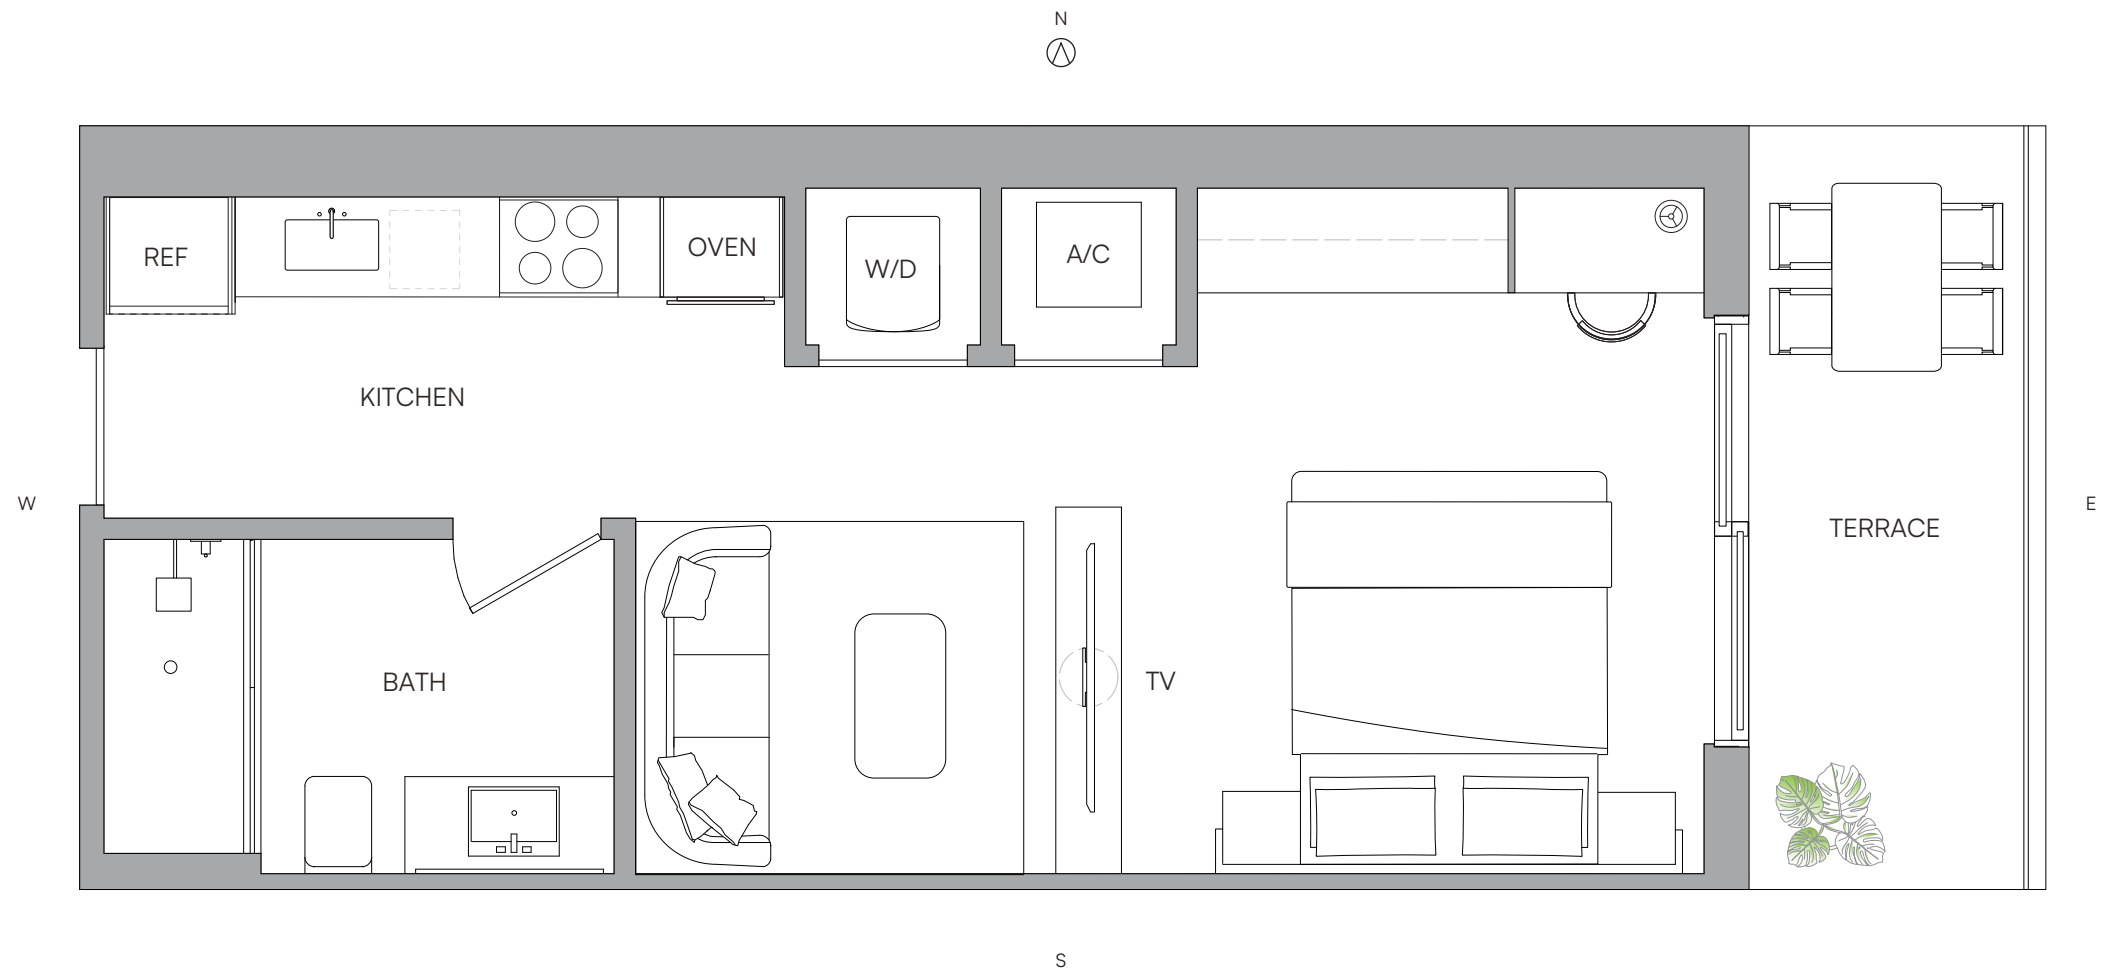 N
REF
OVEN
W/D
A/C
KITCHEN
W
E
TERRACE
BATH
TV
S